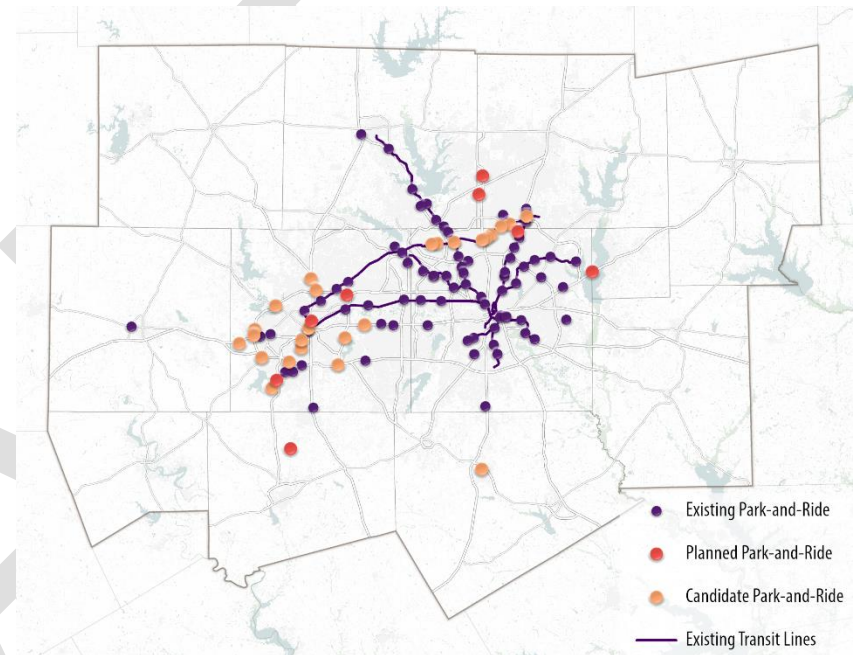 Existing Park-and-Ride
Planned Park-and-Ride
Candidate Park-and-Ride
Existing Transit Lines